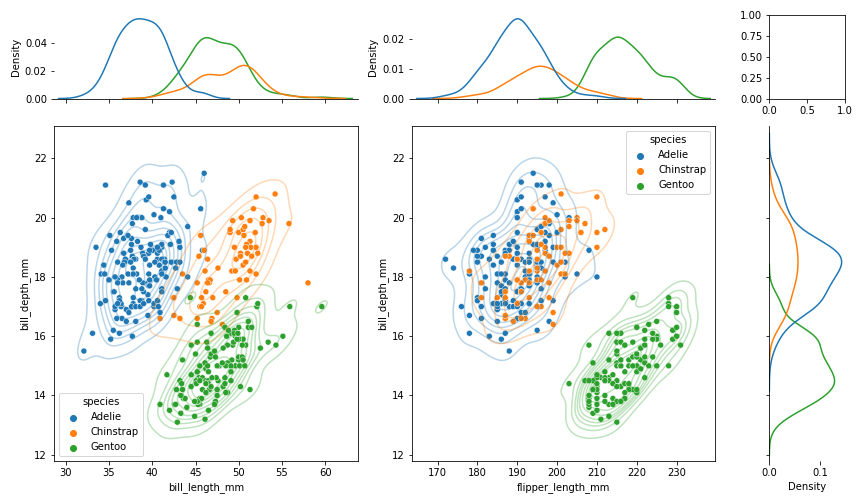 Density
0.04
0.02
0.00
Density
0.02
0.01
0.00
1.00
0.75
0.50
0.25
0.00
0.0 0.5 1.0
bill_depth_mm
22
20
18
16
14
12
species
Adelie
Chinstrap
Gentoo
30 35 40 45 50 55 60
bill_length_mm
bill_depth_mm
22
20
18
16
14
12
species
Adelie
Chinstrap
Gentoo
170 180 190 200 210 220 230
flipper_length_mm
0.0 0.1
Density